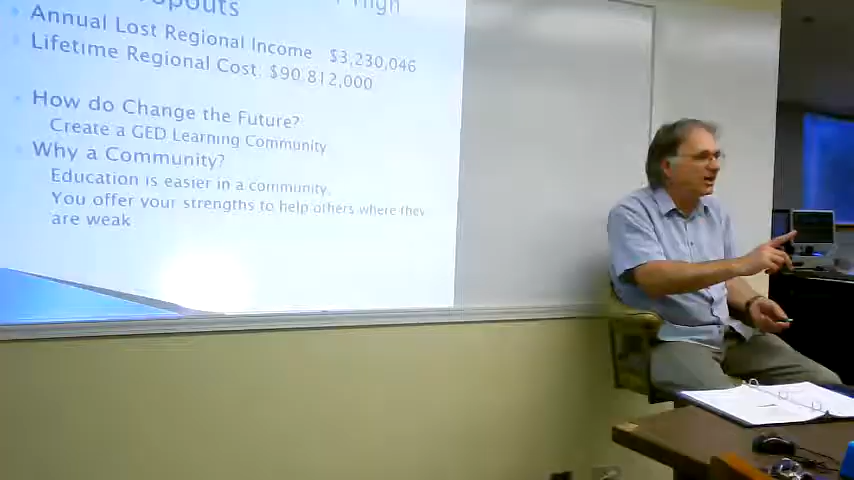 High
Annual Lost Regional Income $3,230,046
Lifetime Regional Cost: $90,812,000
How do Change the Future?
Create a GED Learning Community
Why a Community?
Education is easier in a community.
You offer your strengths to help others where they
are weak